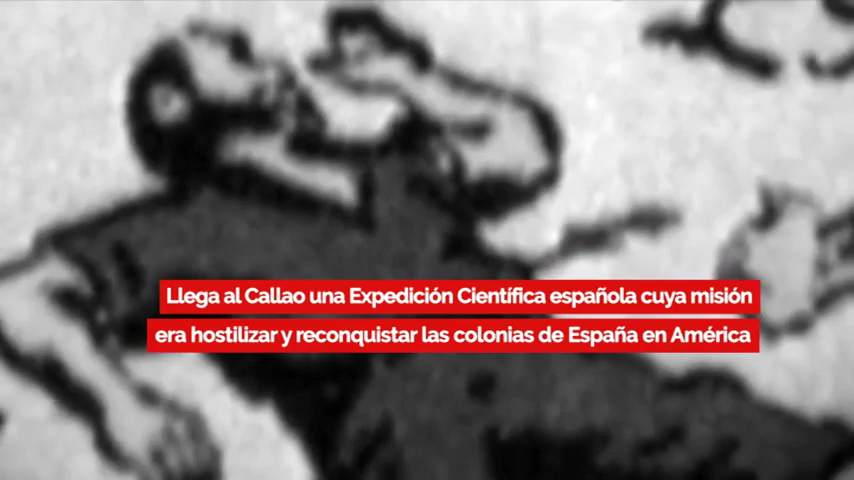 Llega al Callao una Expedición Científica española cuya misión
era hostilizar y reconquistar las colonias de España en América